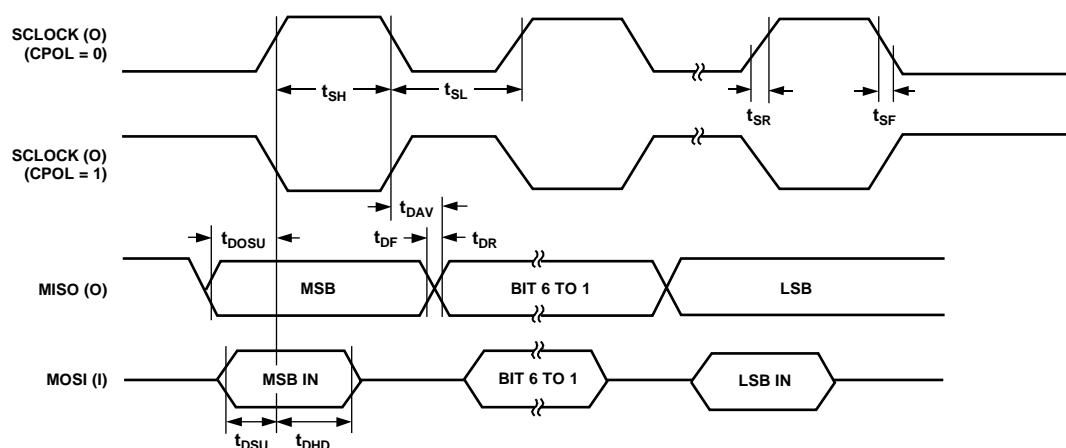 SCLOCK (O)
(CPOL = 0)
tSH
tSL
tSR
tSF
SCLOCK (O)
(CPOL = 1)
tDAV
tDOSU
tDF
tDR
MISO (O)
MSB
BIT 6 TO 1
LSB
MOSI (I)
MSB IN
BIT 6 TO 1
LSB IN
tDSU
tDHD